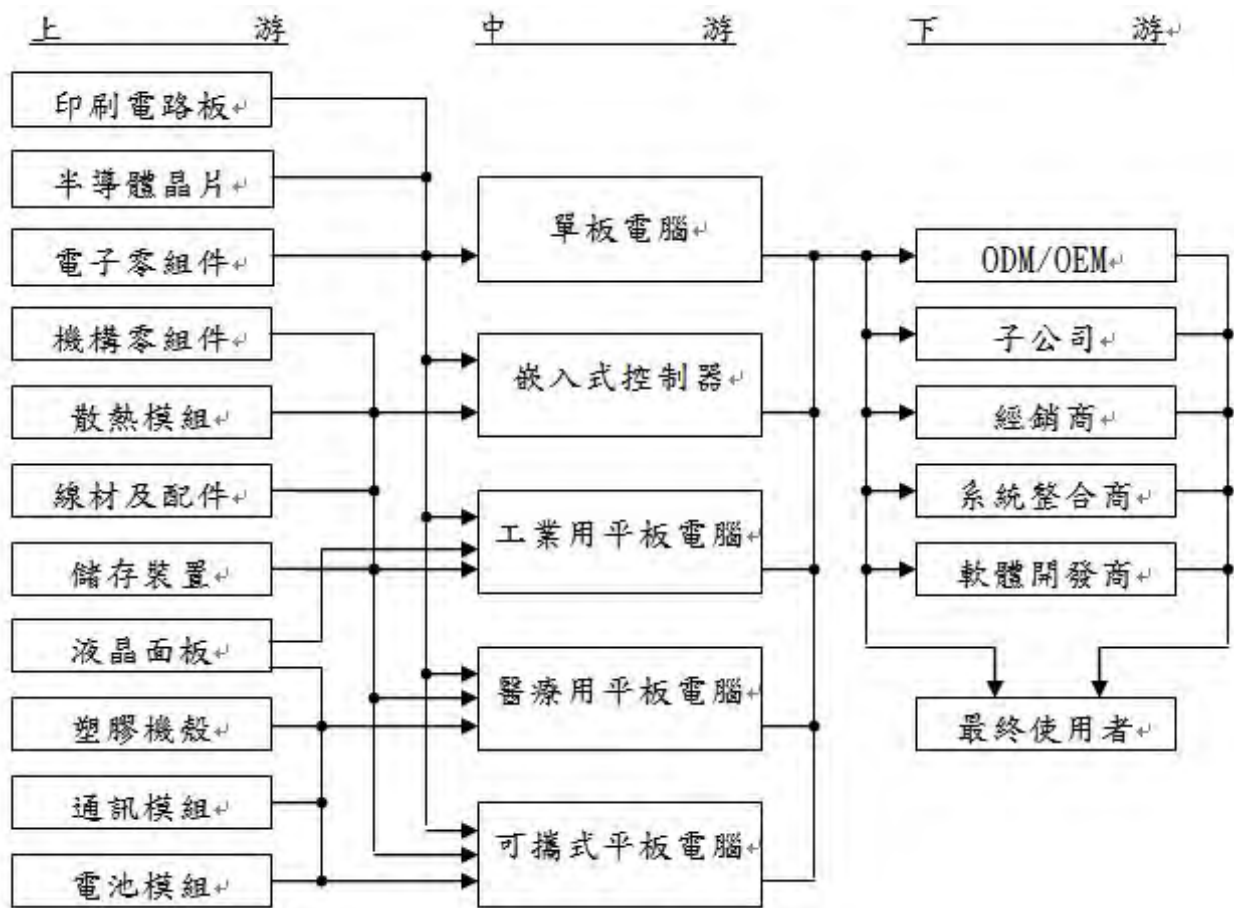 上游 中游 下游
印刷電路板
半導體晶片
電子零組件
機構零組件
散熱模組
線材及配件
儲存裝置
液晶面板
塑膠機殼
通訊模組
電池模組
單板電腦
嵌入式控制器
工業用平板電腦
醫療用平板電腦
可攜式平板電腦
ODM/OEM
子公司
經銷商
系統整合商
軟體開發商
最終使用者